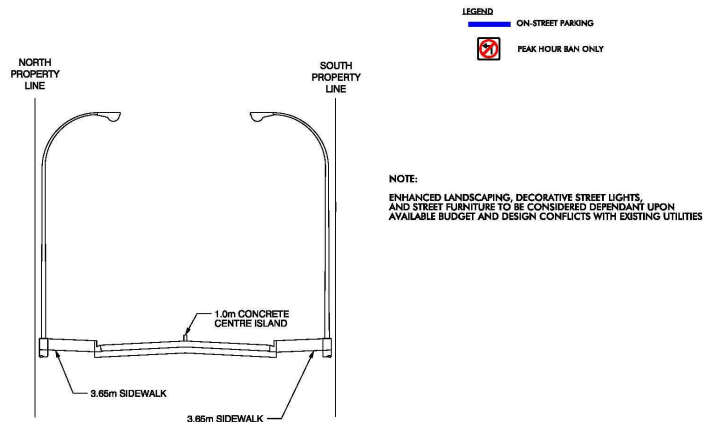 LEGEND
ON-STREET PARKING
PEAK HOUR BAN ONLY
NORTH
PROPERTY
LINE
SOUTH
PROPERTY
LINE
NOTE:
ENHANCED LANDSCAPING, DECORATIVE STREET LIGHTS,
AND STREET FURNITURE TO BE CONSIDERED DEPENDANT UPON
AVAILABLE BUDGET AND DESIGN CONFLICTS WITH EXISTING UTILITIES
1.0m CONCRETE
CENTRE ISLAND
3.65m SIDEWALK
3.65m SIDEWALK